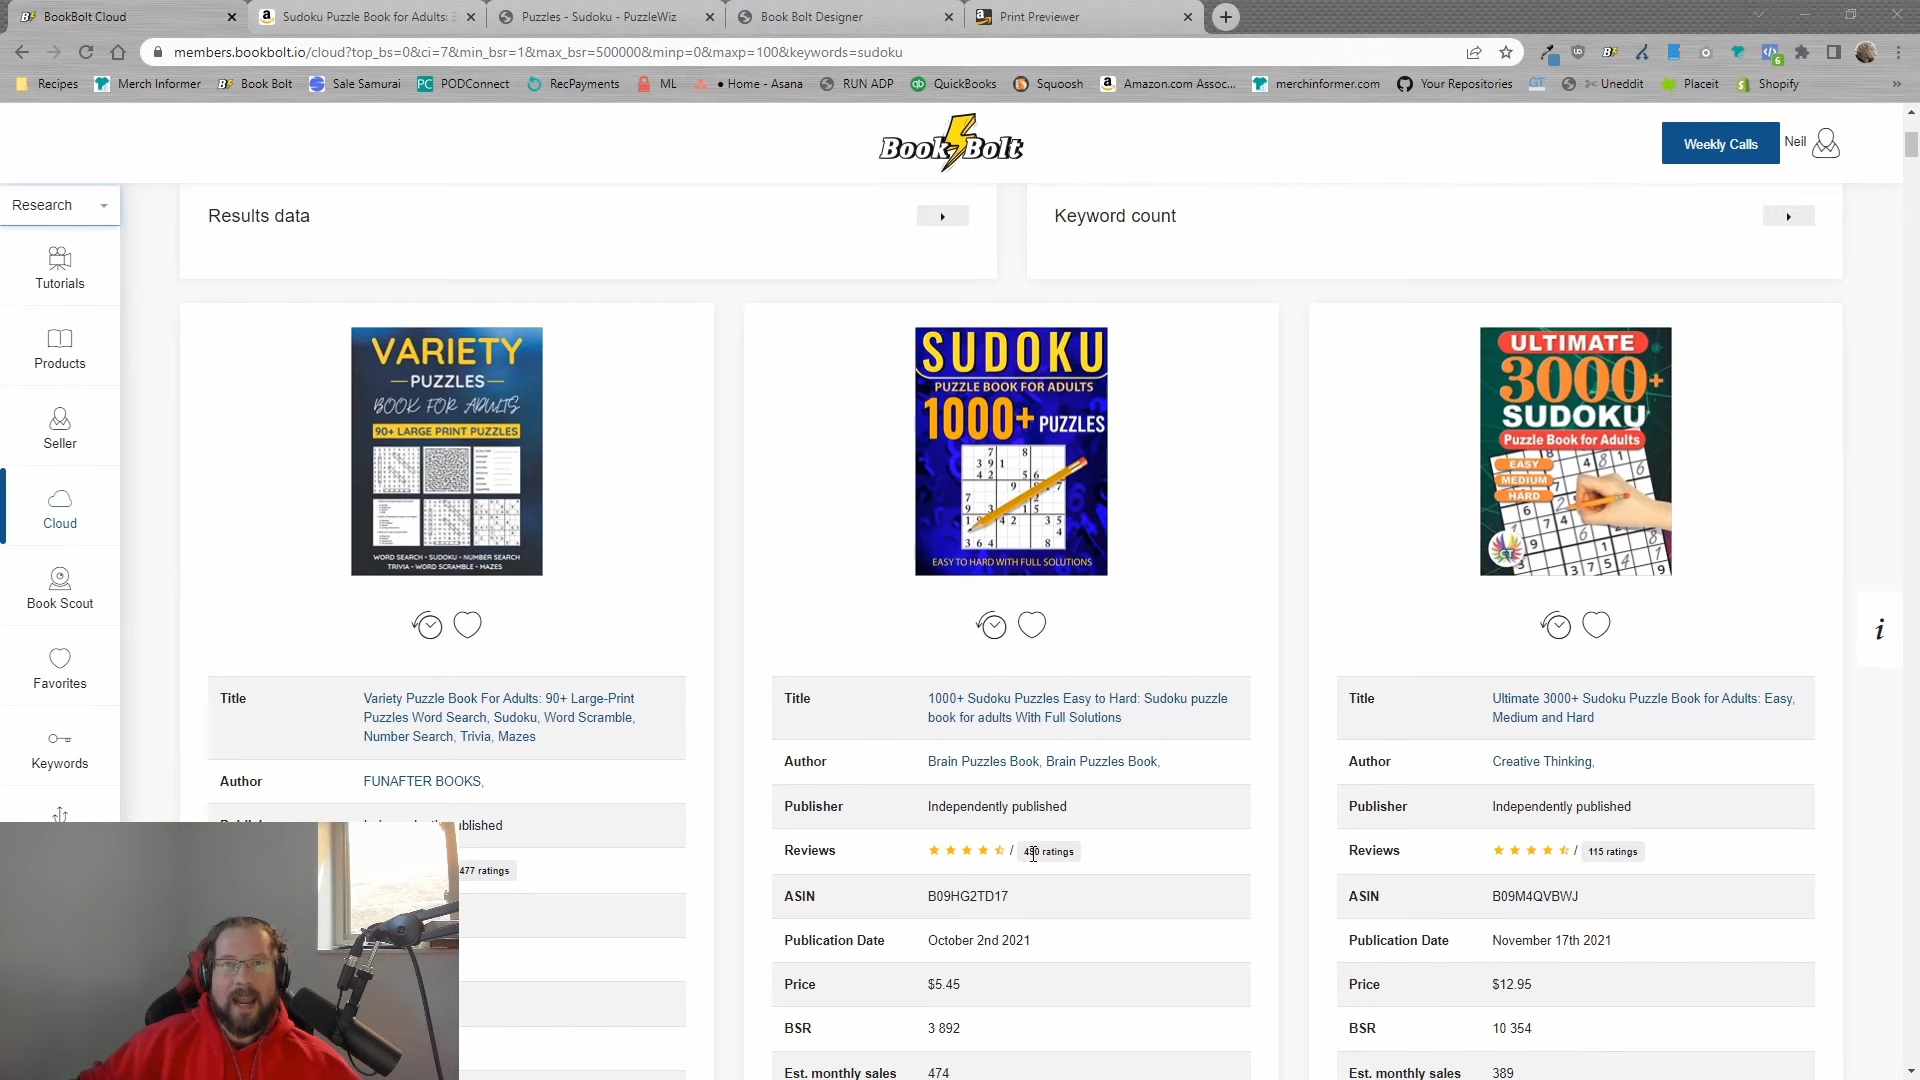 BookBolt Cloud
Sudoku Puzzle Book for Adults: 3
Puzzles - Sudoku - PuzzleWiz
Book Bolt Designer
Print Previewer
members.bookbolt.io/cloud?top_bs=0&ci=7&min_bsr=1&max_bsr=500000&minp=0&maxp=100&keywords=sudoku
Recipes
Merch Informer
Book Bolt
Sale Samurai
PODConnect
RecPayments
ML
• Home - Asana
RUN ADP
QuickBooks
Squoosh
Amazon.com Assoc...
merchinformer.com
Your Repositories
GT
Uneddit
Placeit
Shopify
»
Book Bolt
Weekly Calls
Neil
Research
Tutorials
Products
Seller
Cloud
Book Scout
Favorites
Keywords
Results data
Keyword count
VARIETY
PUZZLES
BOOK FOR ADULTS
90+ LARGE PRINT PUZZLES
WORD SEARCH • SUDOKU • NUMBER SEARCH
TRIVIA • WORD SCRAMBLE • MAZES
SUDOKU
PUZZLE BOOK FOR ADULTS
1000+ PUZZLES
EASY TO HARD WITH FULL SOLUTIONS
ULTIMATE
3000+
SUDOKU
Puzzle Book for Adults
EASY
MEDIUM
HARD
CT
i
Title
Variety Puzzle Book For Adults: 90+ Large-Print
Puzzles Word Search, Sudoku, Word Scramble,
Number Search, Trivia, Mazes
Author
FUNAFTER BOOKS,
477 ratings
Title
1000+ Sudoku Puzzles Easy to Hard: Sudoku puzzle
book for adults With Full Solutions
Author
Brain Puzzles Book, Brain Puzzles Book,
Publisher
Independently published
Reviews
/
ratings
ASIN
B09HG2TD17
Publication Date
October 2nd 2021
Price
$5.45
BSR
3 892
Est. monthly sales
474
Title
Ultimate 3000+ Sudoku Puzzle Book for Adults: Easy,
Medium and Hard
Author
Creative Thinking,
Publisher
Independently published
Reviews
/
115 ratings
ASIN
B09M4QVBWJ
Publication Date
November 17th 2021
Price
$12.95
BSR
10 354
Est. monthly sales
389